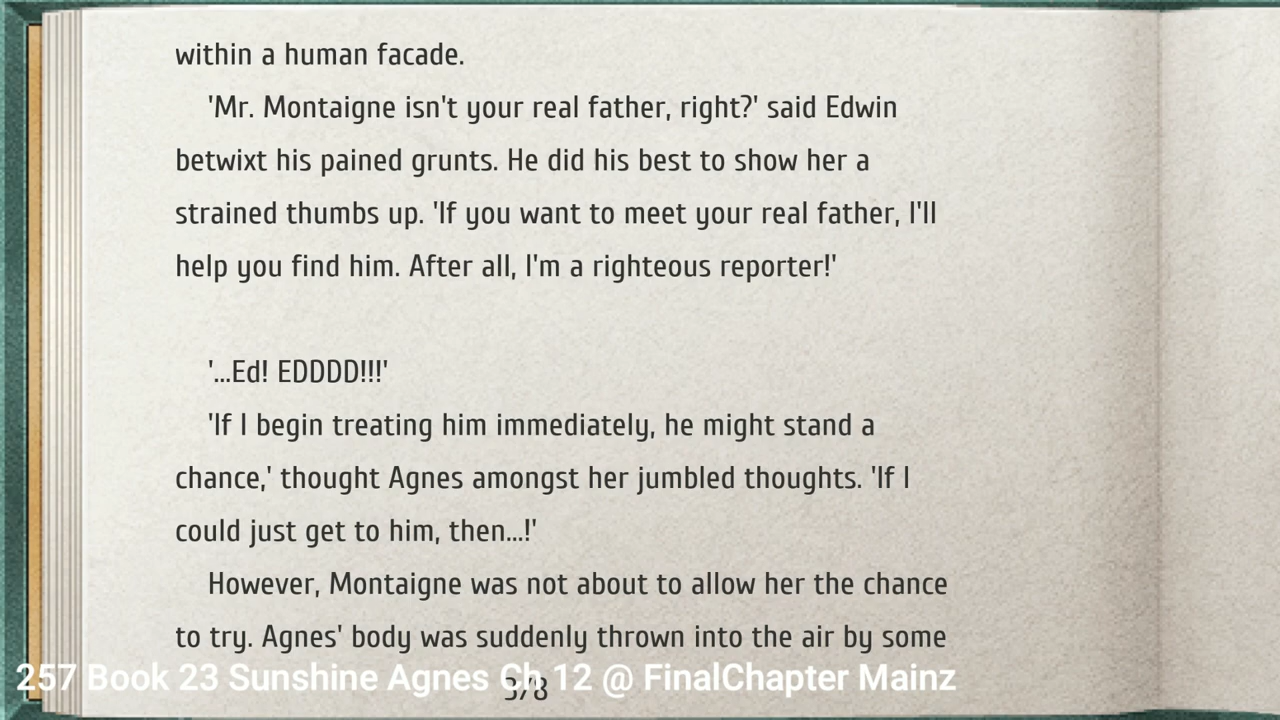 within a human facade.
'Mr. Montaigne isn't your real father, right?' said Edwin
betwixt his pained grunts. He did his best to show her a
strained thumbs up. 'If you want to meet your real father, I'll
help you find him. After all, I'm a righteous reporter!'
'...Ed! EDDDD!!!'
'If I begin treating him immediately, he might stand a
chance,' thought Agnes amongst her jumbled thoughts. 'If I
could just get to him, then...!'
However, Montaigne was not about to allow her the chance
to try. Agnes' body was suddenly thrown into the air by some
257 Book 23 Sunshine Agnes Ch 12 @ FinalChapter Mainz
3/8